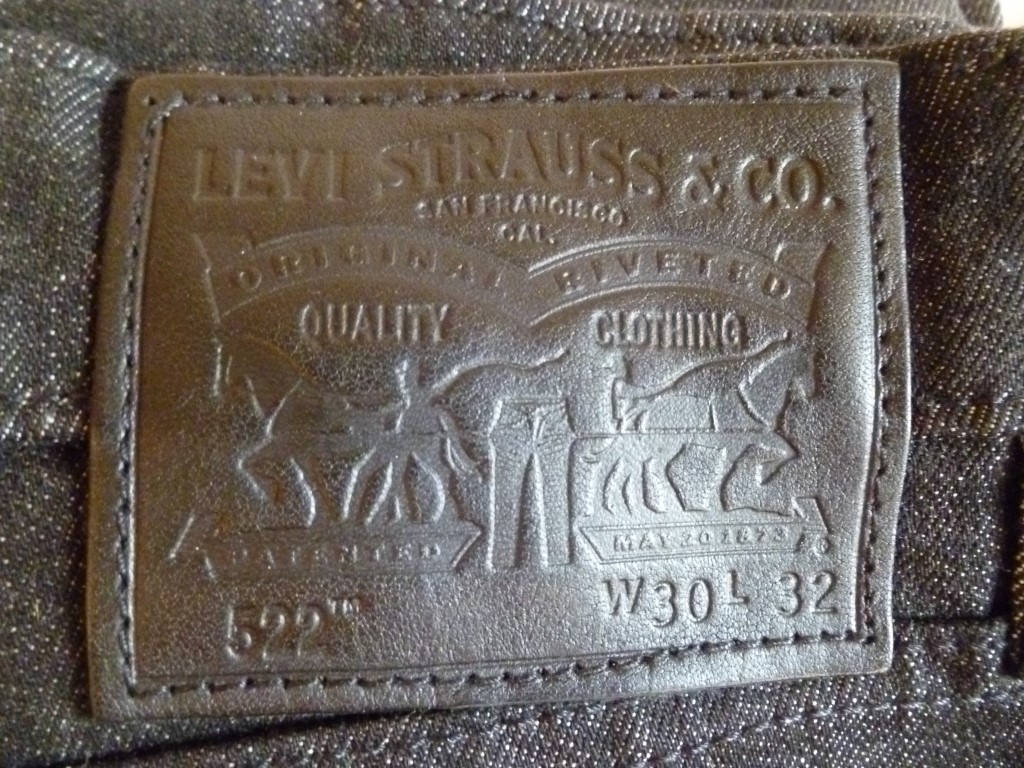 LEVI STRAUSS & CO.
SAN FRANCISCO
CAL.
ORIGINAL RIVETED
QUALITY CLOTHING
PATENTED MAY 20 1873
522™ W30 L 32